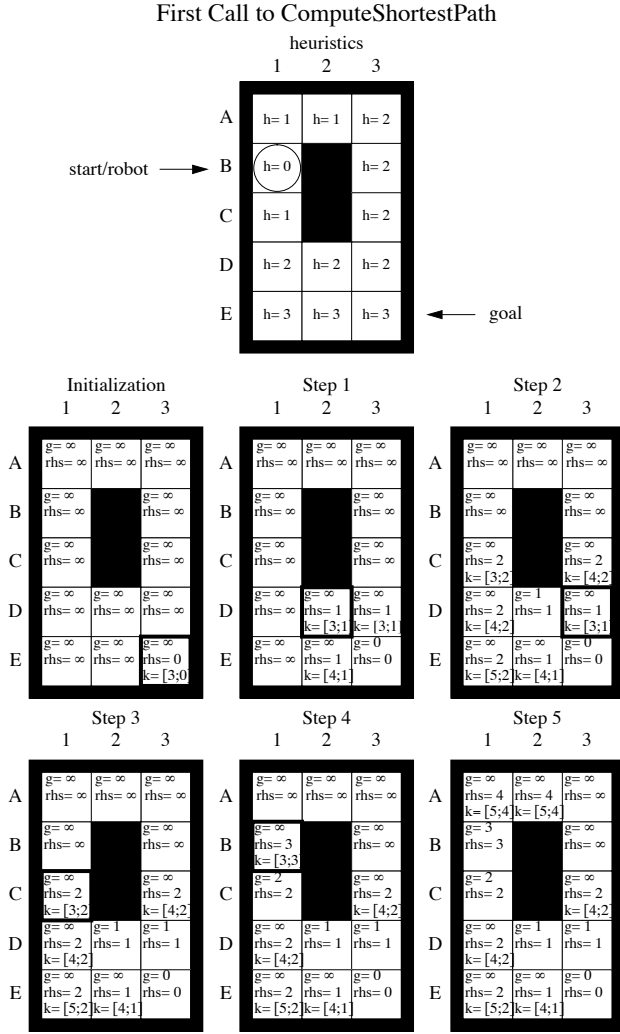 First Call to ComputeShortestPath
heuristics
1 2 3
A h= 1 h= 1 h= 2
start/robot B h= 0 h= 2
C h= 1 h= 2
D h= 2 h= 2 h= 2
E h= 3 h= 3 h= 3 goal
Initialization
1 2 3
g= ∞ g= ∞ g= ∞
A rhs= ∞ rhs= ∞ rhs= ∞
g= ∞ g= ∞
B rhs= ∞ rhs= ∞
g= ∞ g= ∞
C rhs= ∞ rhs= ∞
g= ∞ g= ∞ g= ∞
D rhs= ∞ rhs= ∞ rhs= ∞
g= ∞ g= ∞ g= ∞
E rhs= ∞ rhs= ∞ rhs= 0
k= [3;0]
Step 1
1 2 3
g= ∞ g= ∞ g= ∞
A rhs= ∞ rhs= ∞ rhs= ∞
g= ∞ g= ∞
B rhs= ∞ rhs= ∞
g= ∞ g= ∞
C rhs= ∞ rhs= ∞
g= ∞ g= ∞ g= ∞
D rhs= ∞ rhs= 1 rhs= 1
k= [3;1] k= [3;1]
g= ∞ g= ∞ g= 0
E rhs= ∞ rhs= 1 rhs= 0
k= [4;1]
Step 2
1 2 3
g= ∞ g= ∞ g= ∞
A rhs= ∞ rhs= ∞ rhs= ∞
g= ∞ g= ∞
B rhs= ∞ rhs= ∞
g= ∞ g= ∞
C rhs= 2 rhs= 2
k= [3;2] k= [4;2]
g= ∞ g= 1 g= ∞
D rhs= 2 rhs= 1 rhs= 1
k= [4;2] k= [3;1]
g= ∞ g= ∞ g= 0
E rhs= 2 rhs= 1 rhs= 0
k= [5;2] k= [4;1]
Step 3
1 2 3
g= ∞ g= ∞ g= ∞
A rhs= ∞ rhs= ∞ rhs= ∞
g= ∞ g= ∞
B rhs= ∞ rhs= ∞
g= ∞ g= ∞
C rhs= 2 rhs= 2
k= [3;2] k= [4;2]
g= ∞ g= 1 g= 1
D rhs= 2 rhs= 1 rhs= 1
k= [4;2]
g= ∞ g= ∞ g= 0
E rhs= 2 rhs= 1 rhs= 0
k= [5;2] k= [4;1]
Step 4
1 2 3
g= ∞ g= ∞ g= ∞
A rhs= ∞ rhs= ∞ rhs= ∞
g= ∞ g= ∞
B rhs= 3 rhs= ∞
k= [3;3]
g= 2 g= ∞
C rhs= 2 rhs= 2
k= [4;2]
g= ∞ g= 1 g= 1
D rhs= 2 rhs= 1 rhs= 1
k= [4;2]
g= ∞ g= ∞ g= 0
E rhs= 2 rhs= 1 rhs= 0
k= [5;2] k= [4;1]
Step 5
1 2 3
g= ∞ g= ∞ g= ∞
A rhs= 4 rhs= 4 rhs= ∞
k= [5;4] k= [5;4]
g= 3 g= ∞
B rhs= 3 rhs= ∞
g= 2 g= ∞
C rhs= 2 rhs= 2
k= [4;2]
g= ∞ g= 1 g= 1
D rhs= 2 rhs= 1 rhs= 1
k= [4;2]
g= ∞ g= ∞ g= 0
E rhs= 2 rhs= 1 rhs= 0
k= [5;2] k= [4;1]